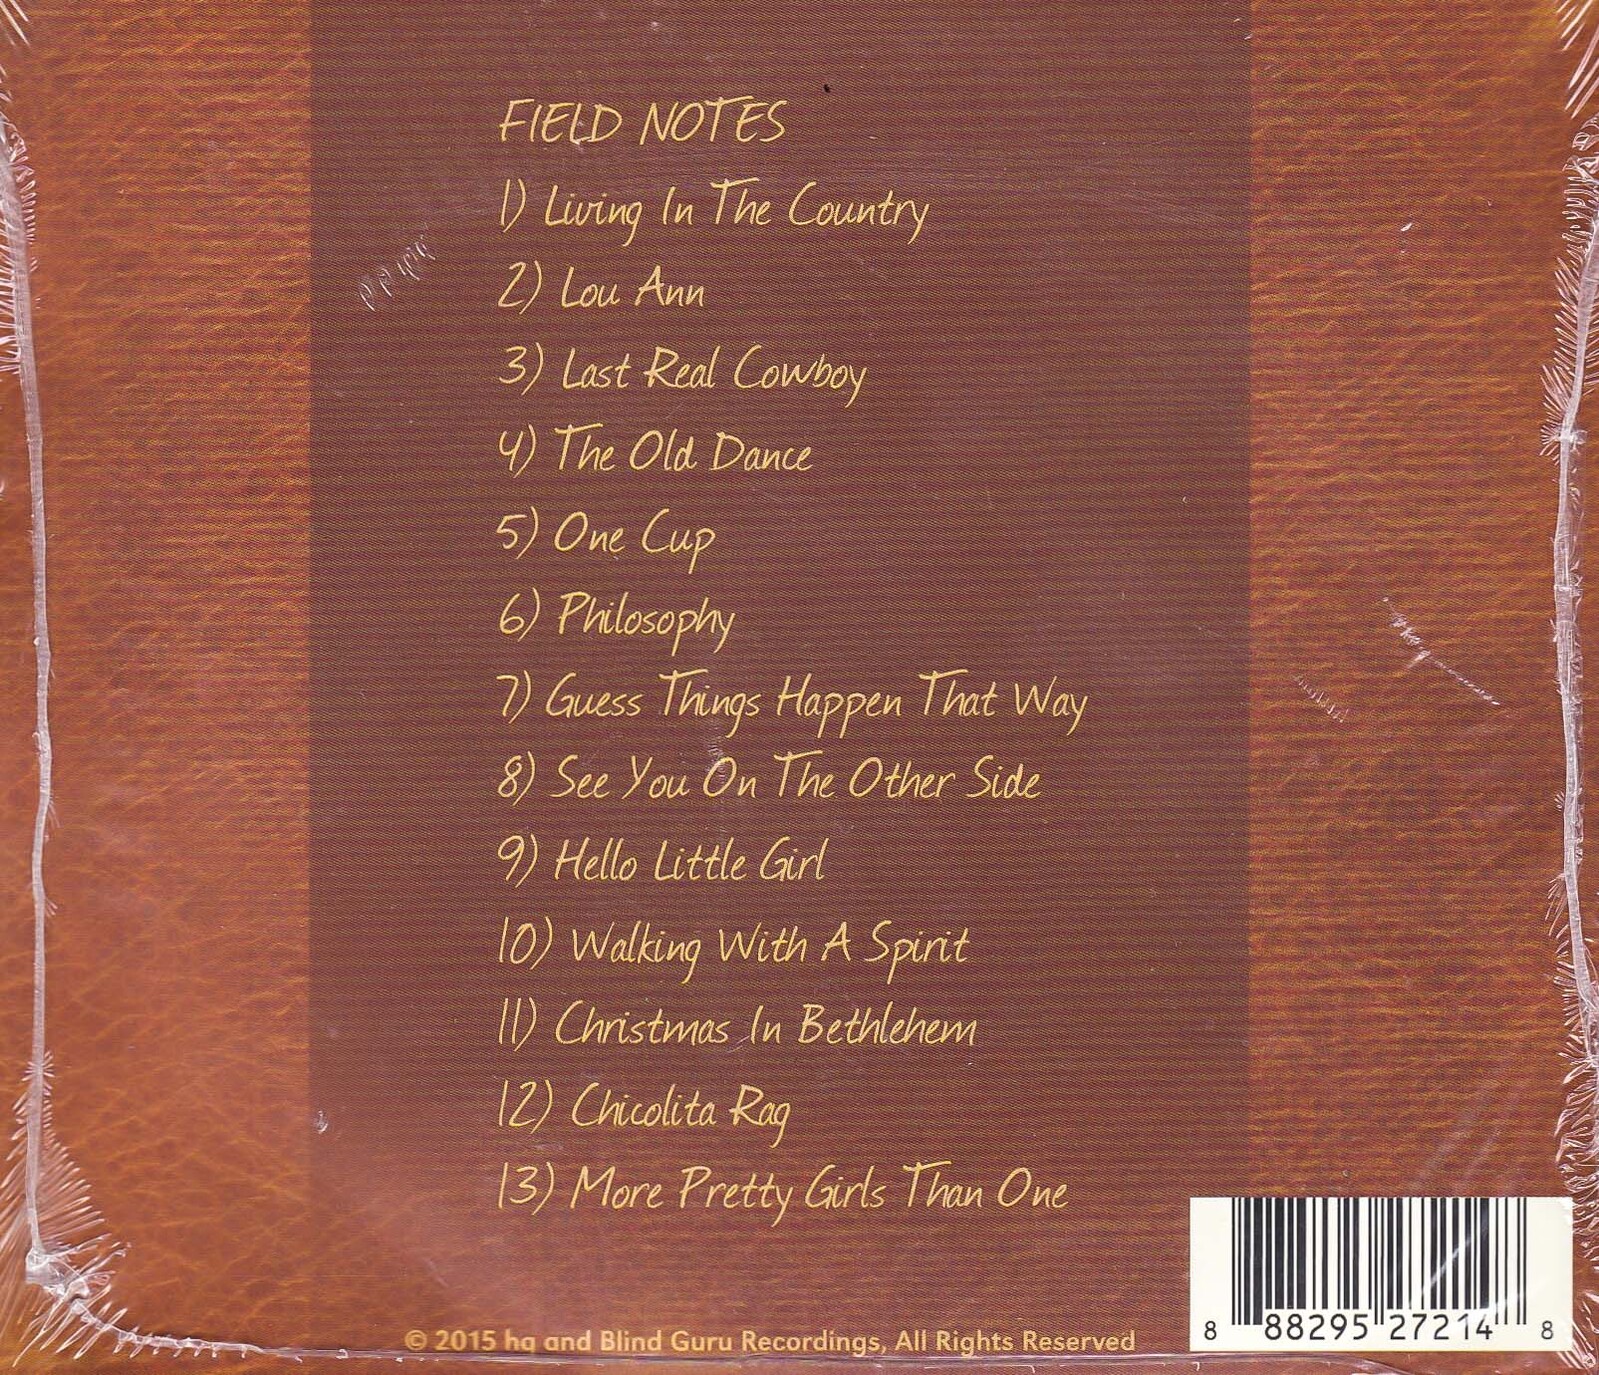 FIELD NOTES
1) Living In The Country
2) Lou Ann
3) Last Real Cowboy
4) The Old Dance
5) One Cup
6) Philosophy
7) Guess Things Happen That Way
8) See You On The Other Side
9) Hello Little Girl
10) Walking With A Spirit
11) Christmas In Bethlehem
12) Chicolita Rag
13) More Pretty Girls Than One
© 2015 hq and Blind Guru Recordings, All Rights Reserved
8 88295 27214 8